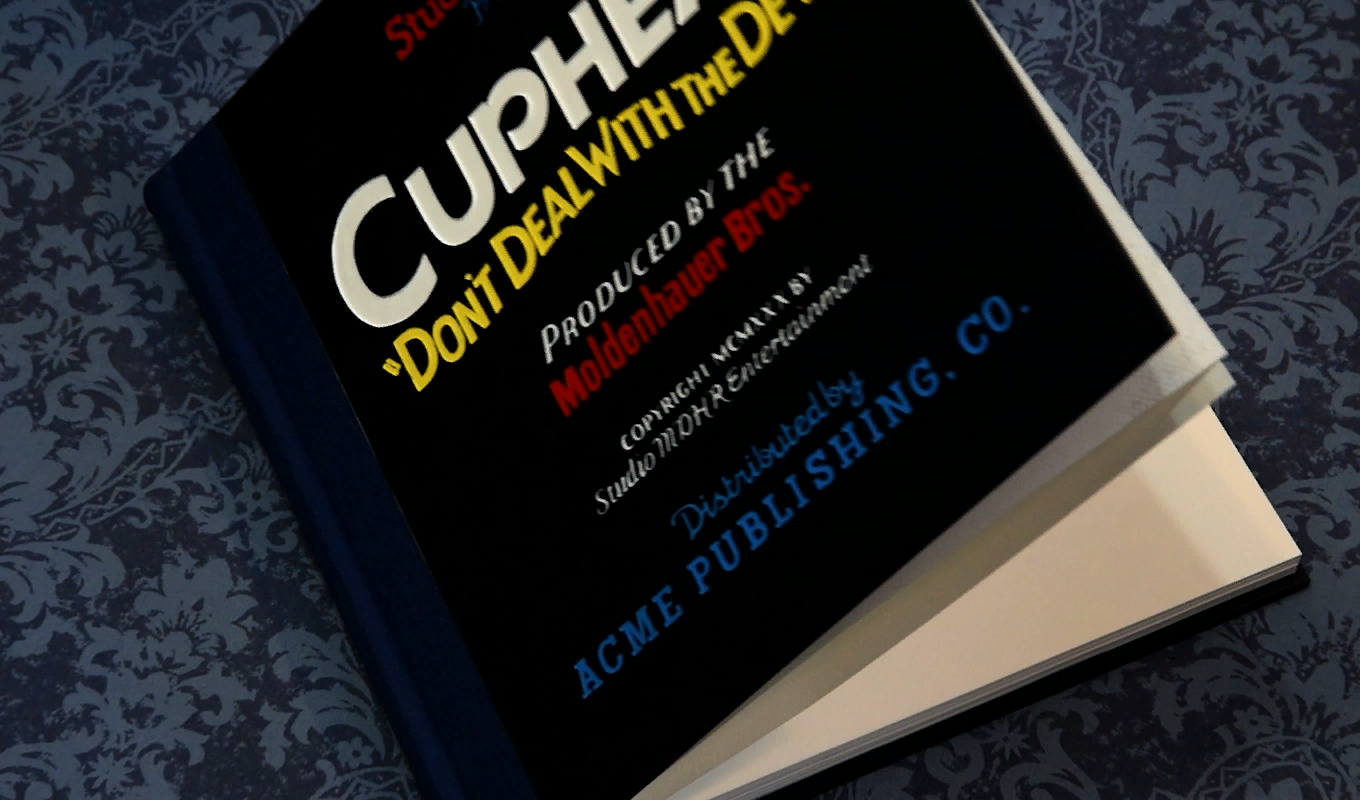 CUPHEA
"DON'T DEAL WITH THE DEV
PRODUCED BY THE
Moldenhauer Bros.
COPYRIGHT MCMXXX BY
Studio MDHR Entertainment
Distributed by
ACME PUBLISHING. CO.